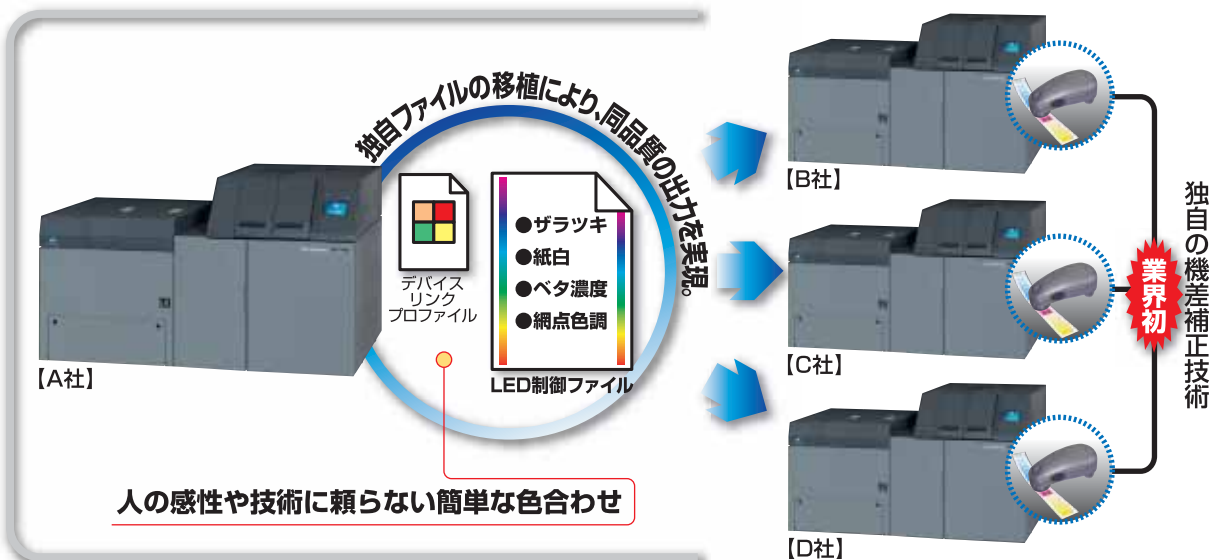 独自ファイルの移植により、同品質の出力を実現。
デバイス
リンク
プロファイル
●ザラツキ
●紙白
●ベタ濃度
●網点色調
LED制御ファイル
【A社】
人の感性や技術に頼らない簡単な色合わせ
【B社】
【C社】
【D社】
業界初
独自の機差補正技術